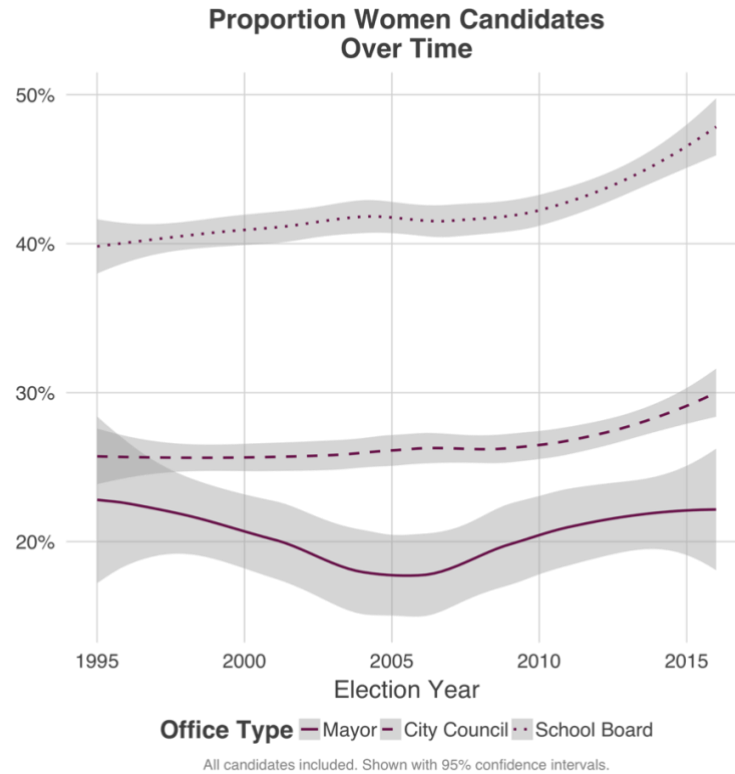 Proportion Women Candidates
Over Time
50%
40%
30%
20%
1995 2000 2005 2010 2015
Election Year
Office Type Mayor City Council School Board
All candidates included. Shown with 95% confidence intervals.